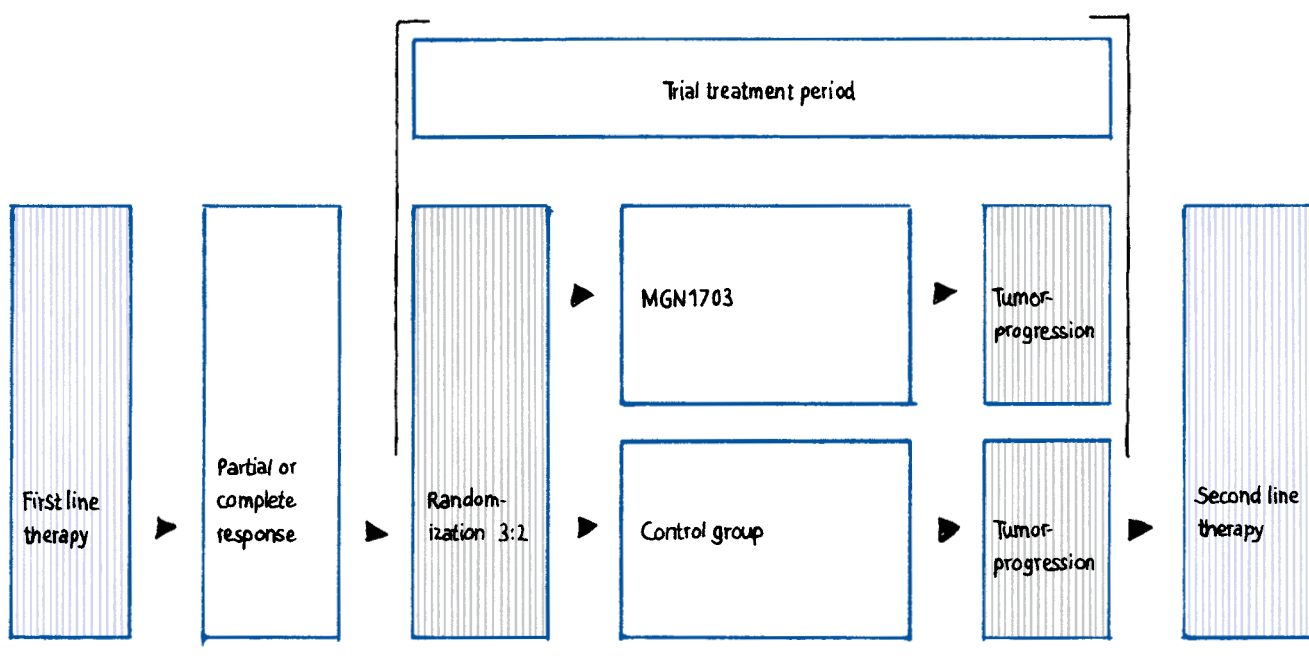 Trial treatment period
MGN1703
Tumor-
progression
First line
therapy
Partial or
complete
response
Random-
ization 3:2
Control group
Tumor-
progression
Second line
therapy